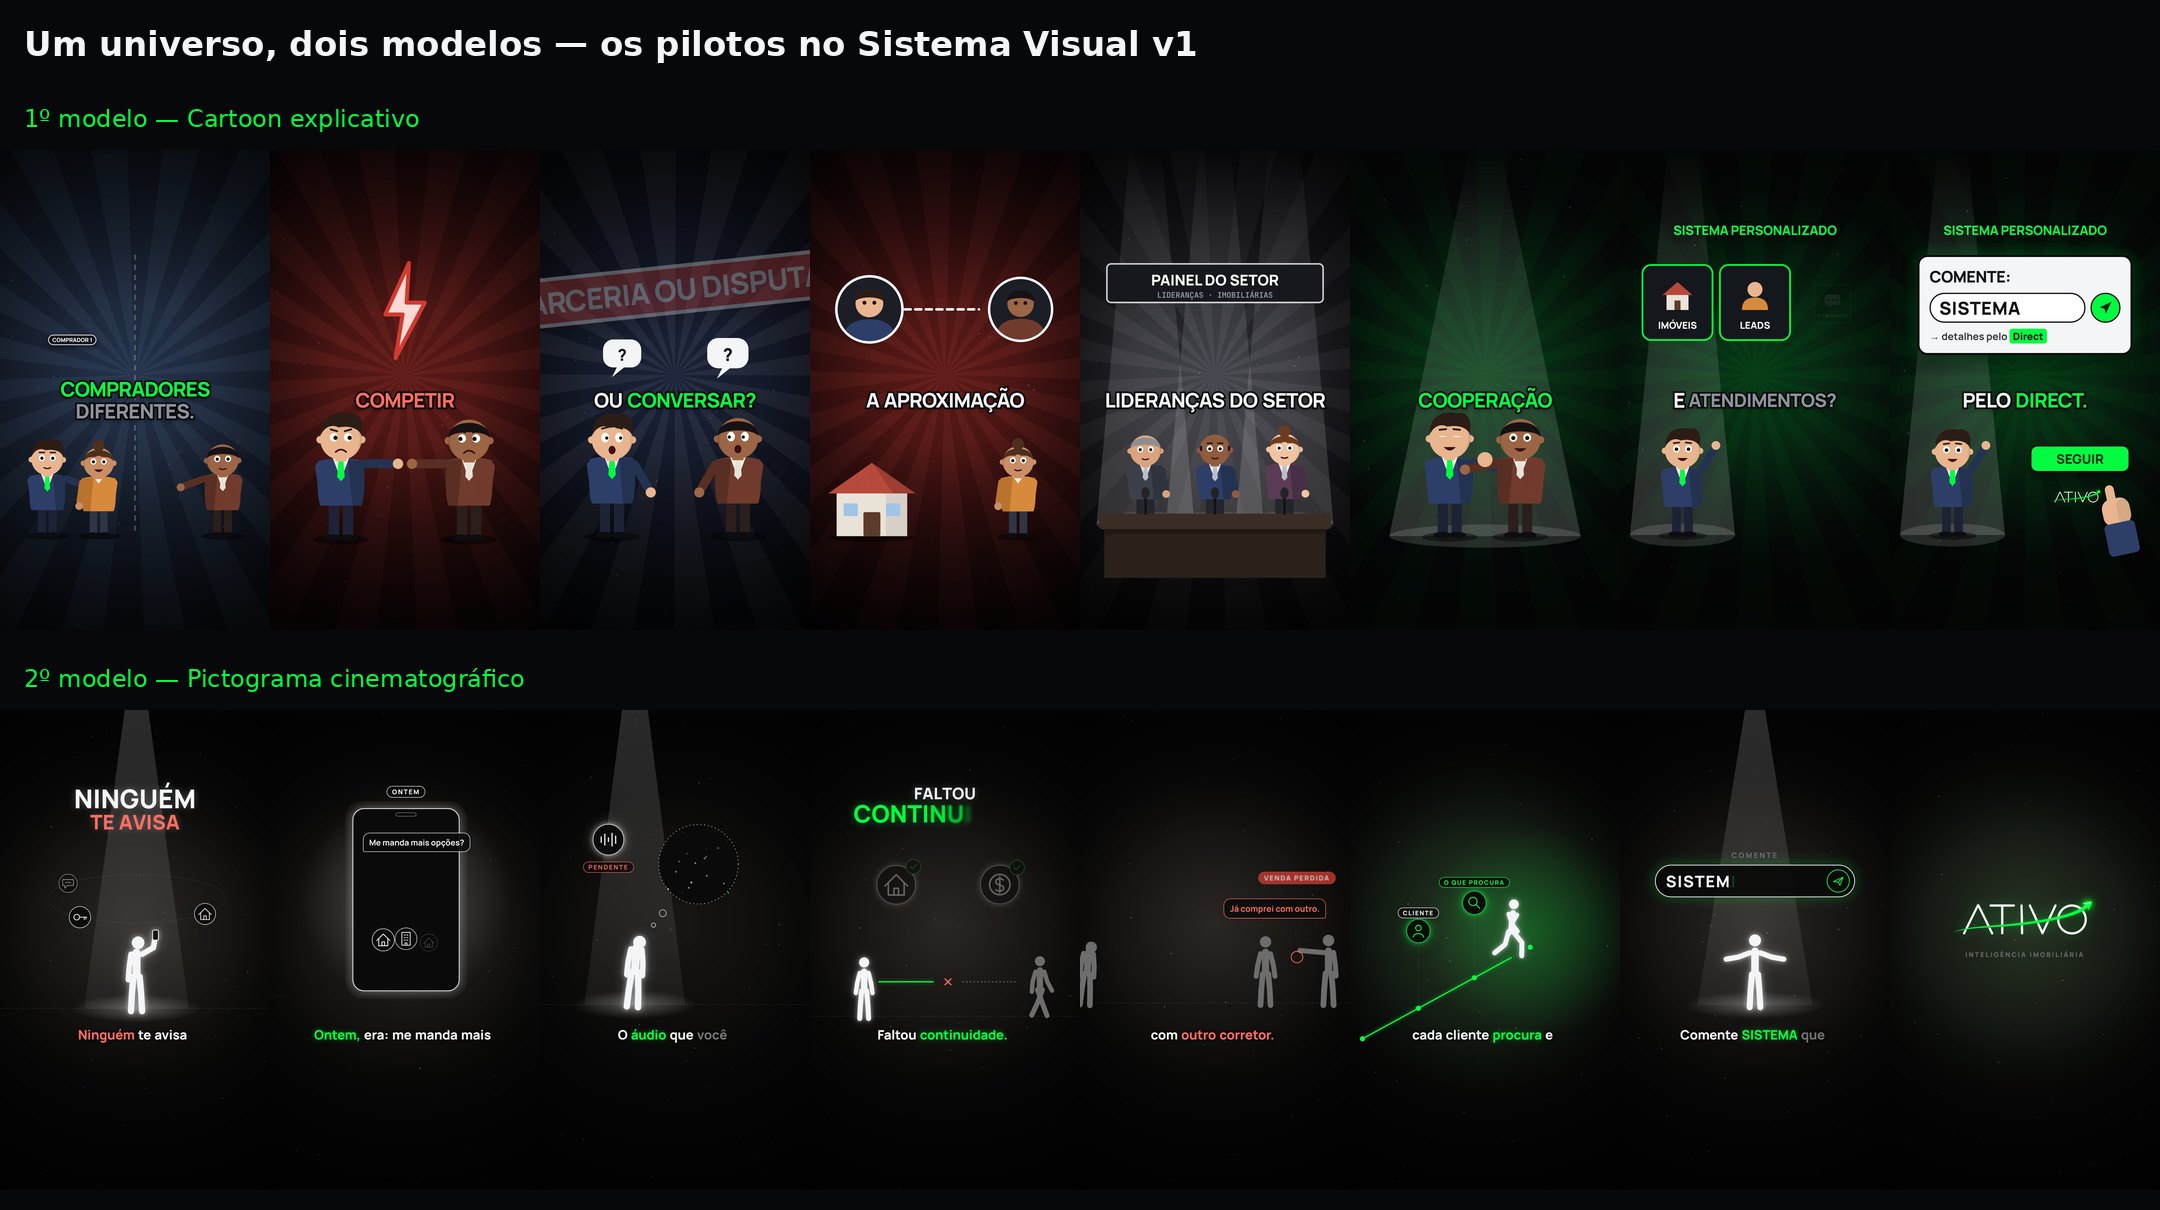 Um universo, dois modelos — os pilotos no Sistema Visual v1
1º modelo — Cartoon explicativo
COMPRADOR 1
COMPRADORES
DIFERENTES.
COMPETIR
ARCERIA OU DISPUTA
?
?
OU CONVERSAR?
A APROXIMAÇÃO
PAINEL DO SETOR
LIDERANÇAS · IMOBILIÁRIAS
LIDERANÇAS DO SETOR
COOPERAÇÃO
SISTEMA PERSONALIZADO
IMÓVEIS
LEADS
E ATENDIMENTOS?
SISTEMA PERSONALIZADO
COMENTE:
SISTEMA
→ detalhes pelo Direct
PELO DIRECT.
SEGUIR
ATIVO
2º modelo — Pictograma cinematográfico
NINGUÉM
TE AVISA
Ninguém te avisa
ONTEM
Me manda mais opções?
Ontem, era: me manda mais
PENDENTE
O áudio que você
FALTOU
CONTINU
Faltou continuidade.
VENDA PERDIDA
Já comprei com outro.
com outro corretor.
O QUE PROCURA
CLIENTE
cada cliente procura e
COMENTE
SISTEM
Comente SISTEMA que
ATIVO
INTELIGÊNCIA IMOBILIÁRIA